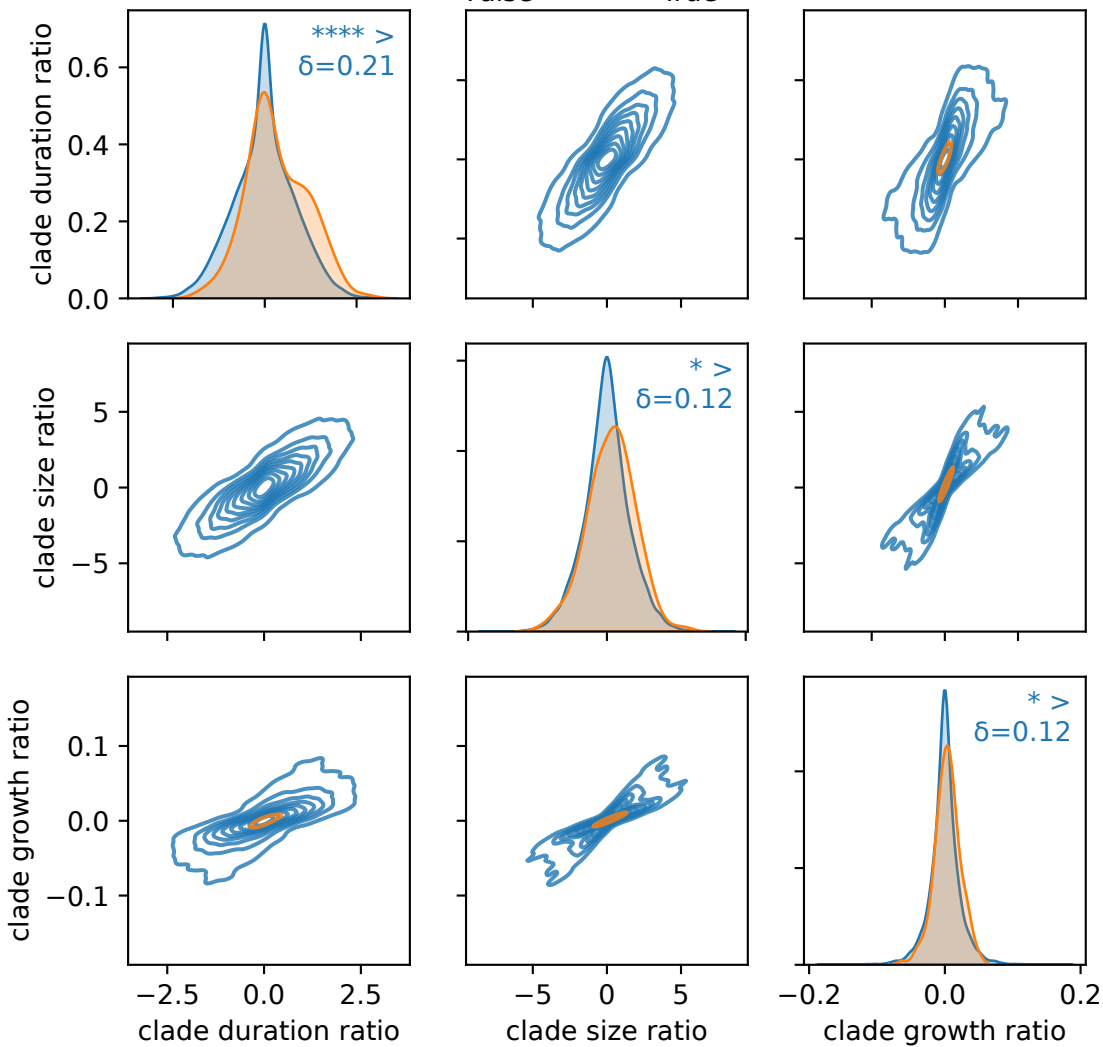 True
**** >
δ=0.21
clade duration ratio
0.6
0.4
0.2
0.0
* >
δ=0.12
clade size ratio
5
0
−5
* >
δ=0.12
clade growth ratio
0.1
0.0
−0.1
−2.5 0.0 2.5
−5 0 5
−0.2 0.0 0.2
clade duration ratio
clade size ratio
clade growth ratio